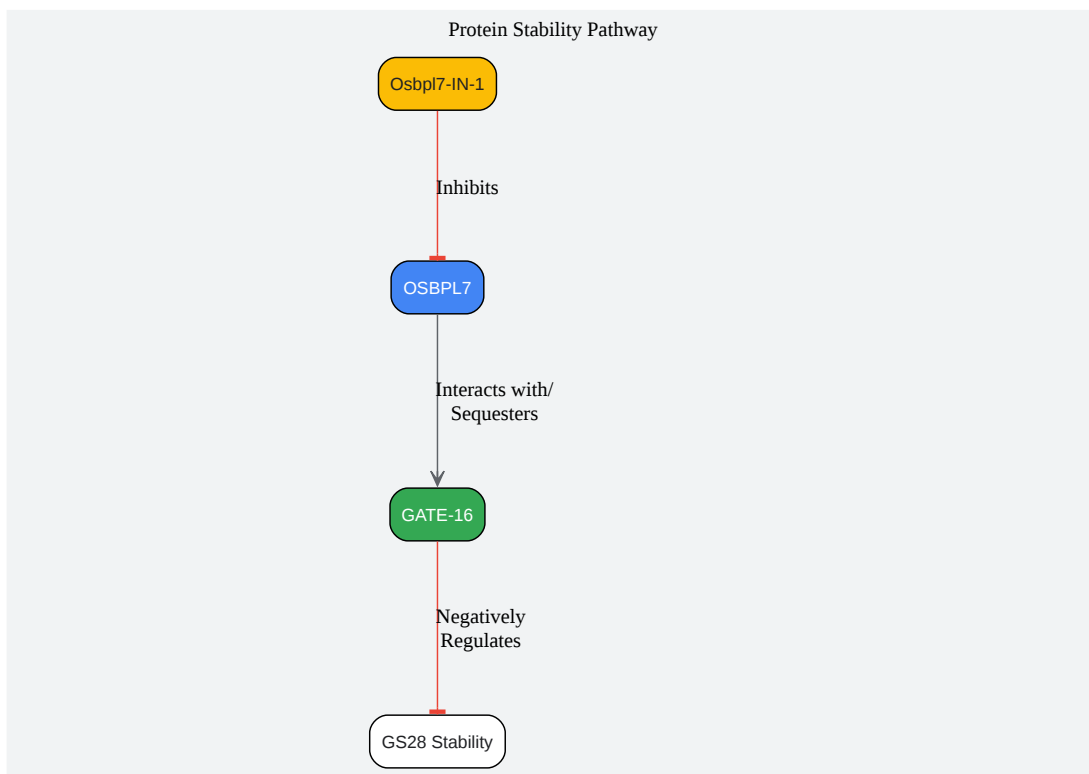 Protein Stability Pathway
Osbpl7-IN-1
Inhibits
OSBPL7
Interacts with/
Sequesters
GATE-16
Negatively
Regulates
GS28 Stability